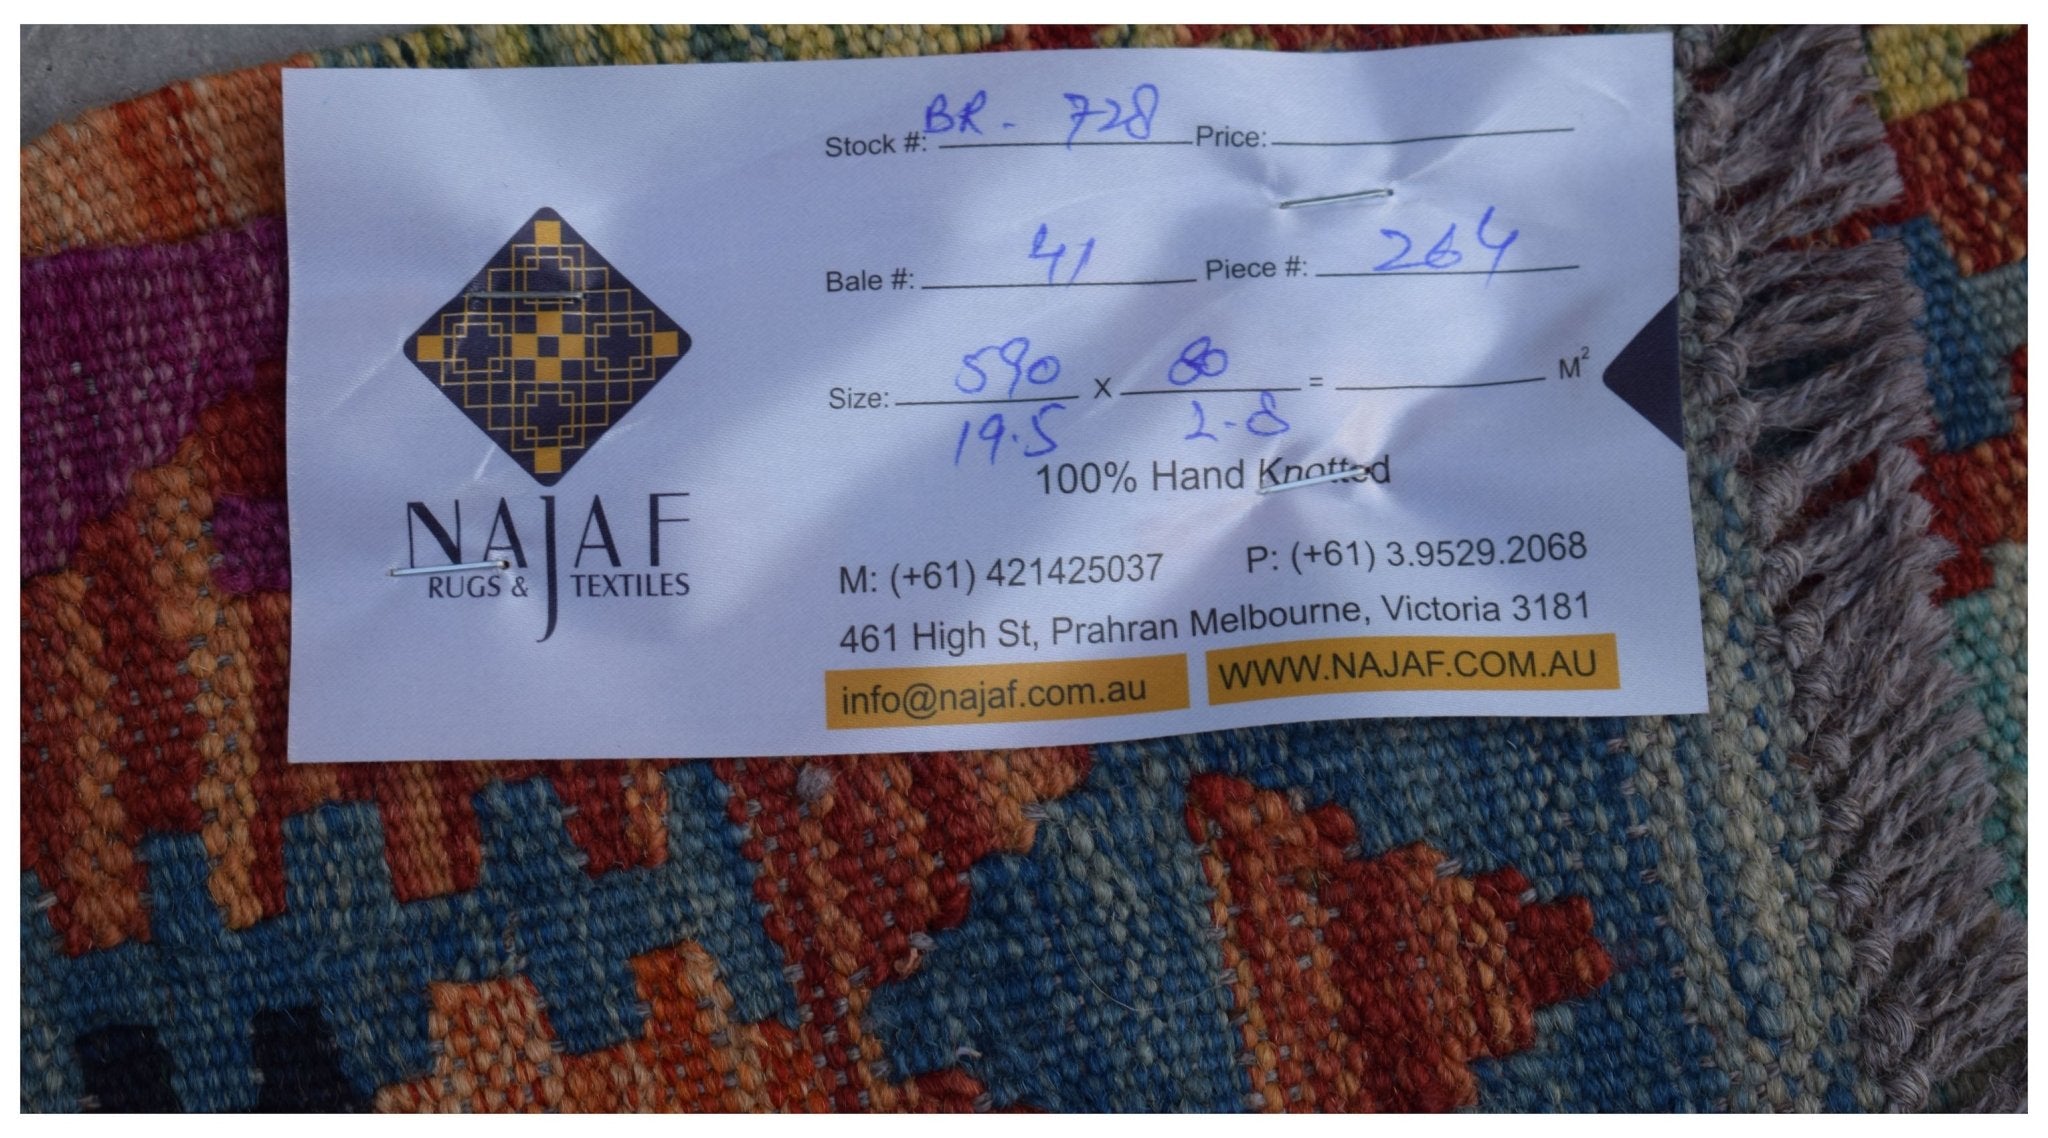 Stock #: BR - 728 Price:
Bale #: 41 Piece #: 264
Size: 590 x 80 = M²
19.5 2-8
100% Hand Knotted
NAJAF
RUGS & TEXTILES
M: (+61) 421425037 P: (+61) 3.9529.2068
461 High St, Prahran Melbourne, Victoria 3181
info@najaf.com.au WWW.NAJAF.COM.AU